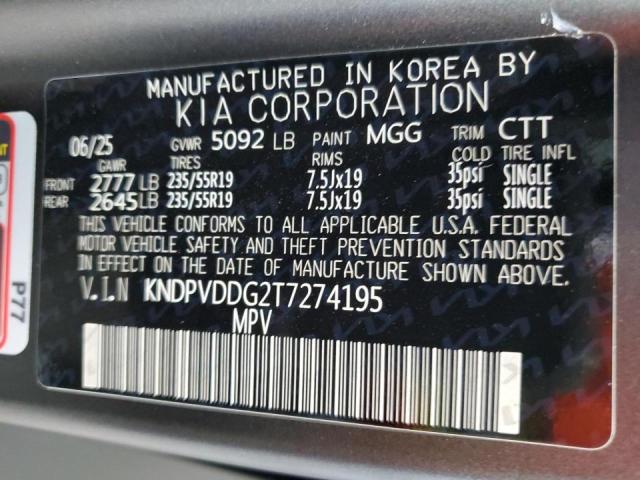 MANUFACTURED IN KOREA BY
KIA CORPORATION
06/25 GVWR 5092 LB PAINT MGG TRIM CTT
GAWR TIRES RIMS COLD TIRE INFL
FRONT 2777 LB 235/55R19 7.5Jx19 35psi SINGLE
REAR 2645 LB 235/55R19 7.5Jx19 35psi SINGLE
THIS VEHICLE CONFORMS TO ALL APPLICABLE U.S.A. FEDERAL
MOTOR VEHICLE SAFETY AND THEFT PREVENTION STANDARDS
IN EFFECT ON THE DATE OF MANUFACTURE SHOWN ABOVE.
V.I.N KNDPVDDG2T7274195
MPV
P77